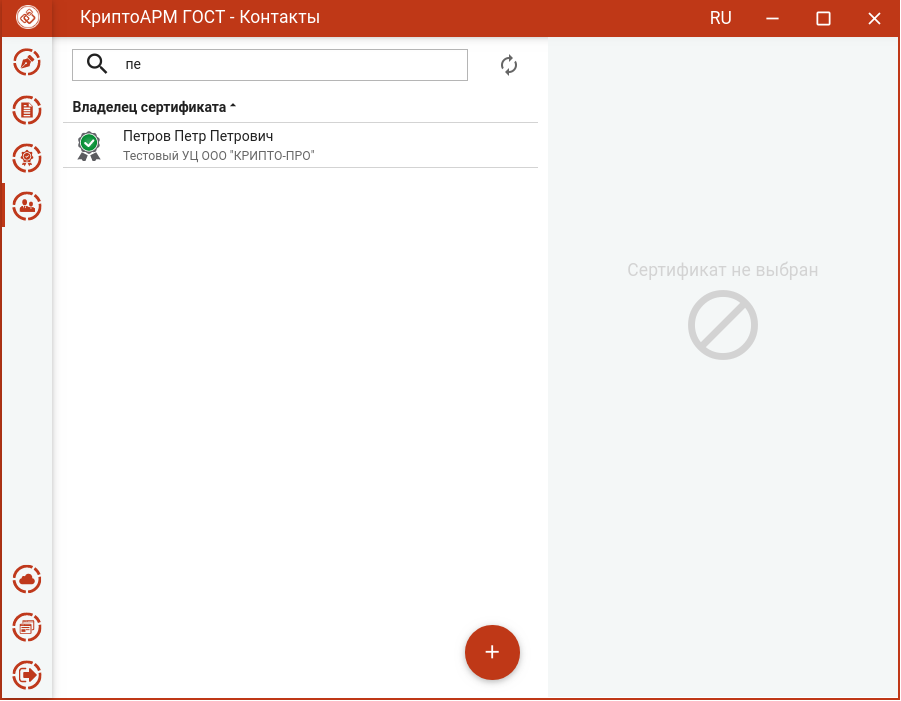 КриптоАРМ ГОСТ - Контакты
RU
пе
Владелец сертификата
Петров Петр Петрович
Тестовый УЦ ООО "КРИПТО-ПРО"
Сертификат не выбран